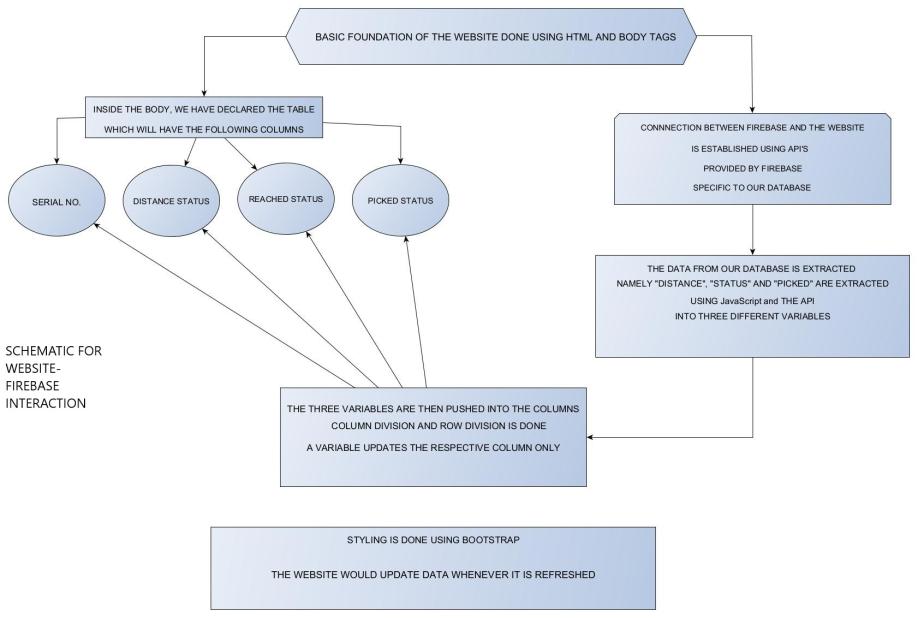 BASIC FOUNDATION OF THE WEBSITE DONE USING HTML AND BODY TAGS
INSIDE THE BODY, WE HAVE DECLARED THE TABLE
WHICH WILL HAVE THE FOLLOWING COLUMNS
CONNNECTION BETWEEN FIREBASE AND THE WEBSITE
IS ESTABLISHED USING API'S
PROVIDED BY FIREBASE
SPECIFIC TO OUR DATABASE
SERIAL NO.
DISTANCE STATUS
REACHED STATUS
PICKED STATUS
THE DATA FROM OUR DATABASE IS EXTRACTED
NAMELY "DISTANCE", "STATUS" AND "PICKED" ARE EXTRACTED
USING JavaScript and THE API
INTO THREE DIFFERENT VARIABLES
SCHEMATIC FOR
WEBSITE-
FIREBASE
INTERACTION
THE THREE VARIABLES ARE THEN PUSHED INTO THE COLUMNS
COLUMN DIVISION AND ROW DIVISION IS DONE
A VARIABLE UPDATES THE RESPECTIVE COLUMN ONLY
STYLING IS DONE USING BOOTSTRAP
THE WEBSITE WOULD UPDATE DATA WHENEVER IT IS REFRESHED